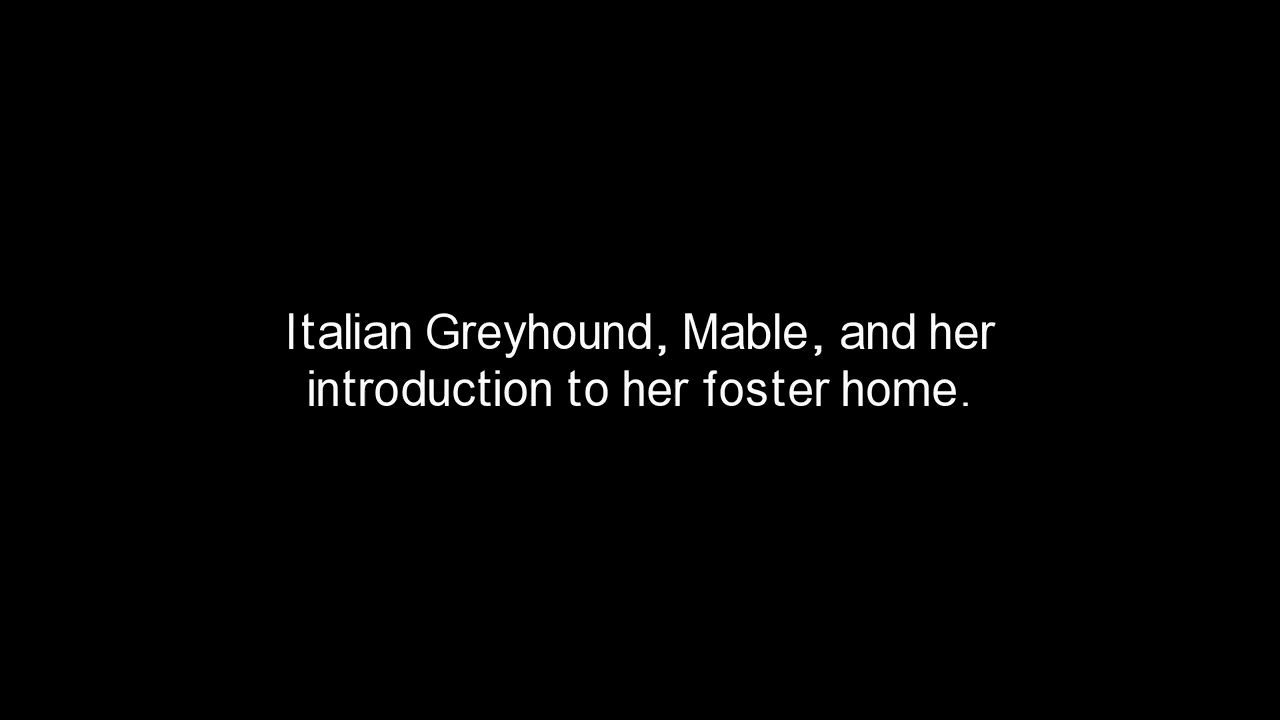 Italian Greyhound, Mable, and her
introduction to her foster home.